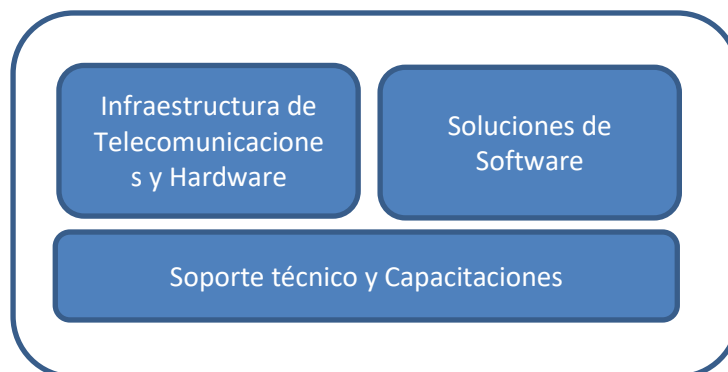 Infraestructura de
Telecomunicacione
s y Hardware
Soluciones de
Software
Soporte técnico y Capacitaciones